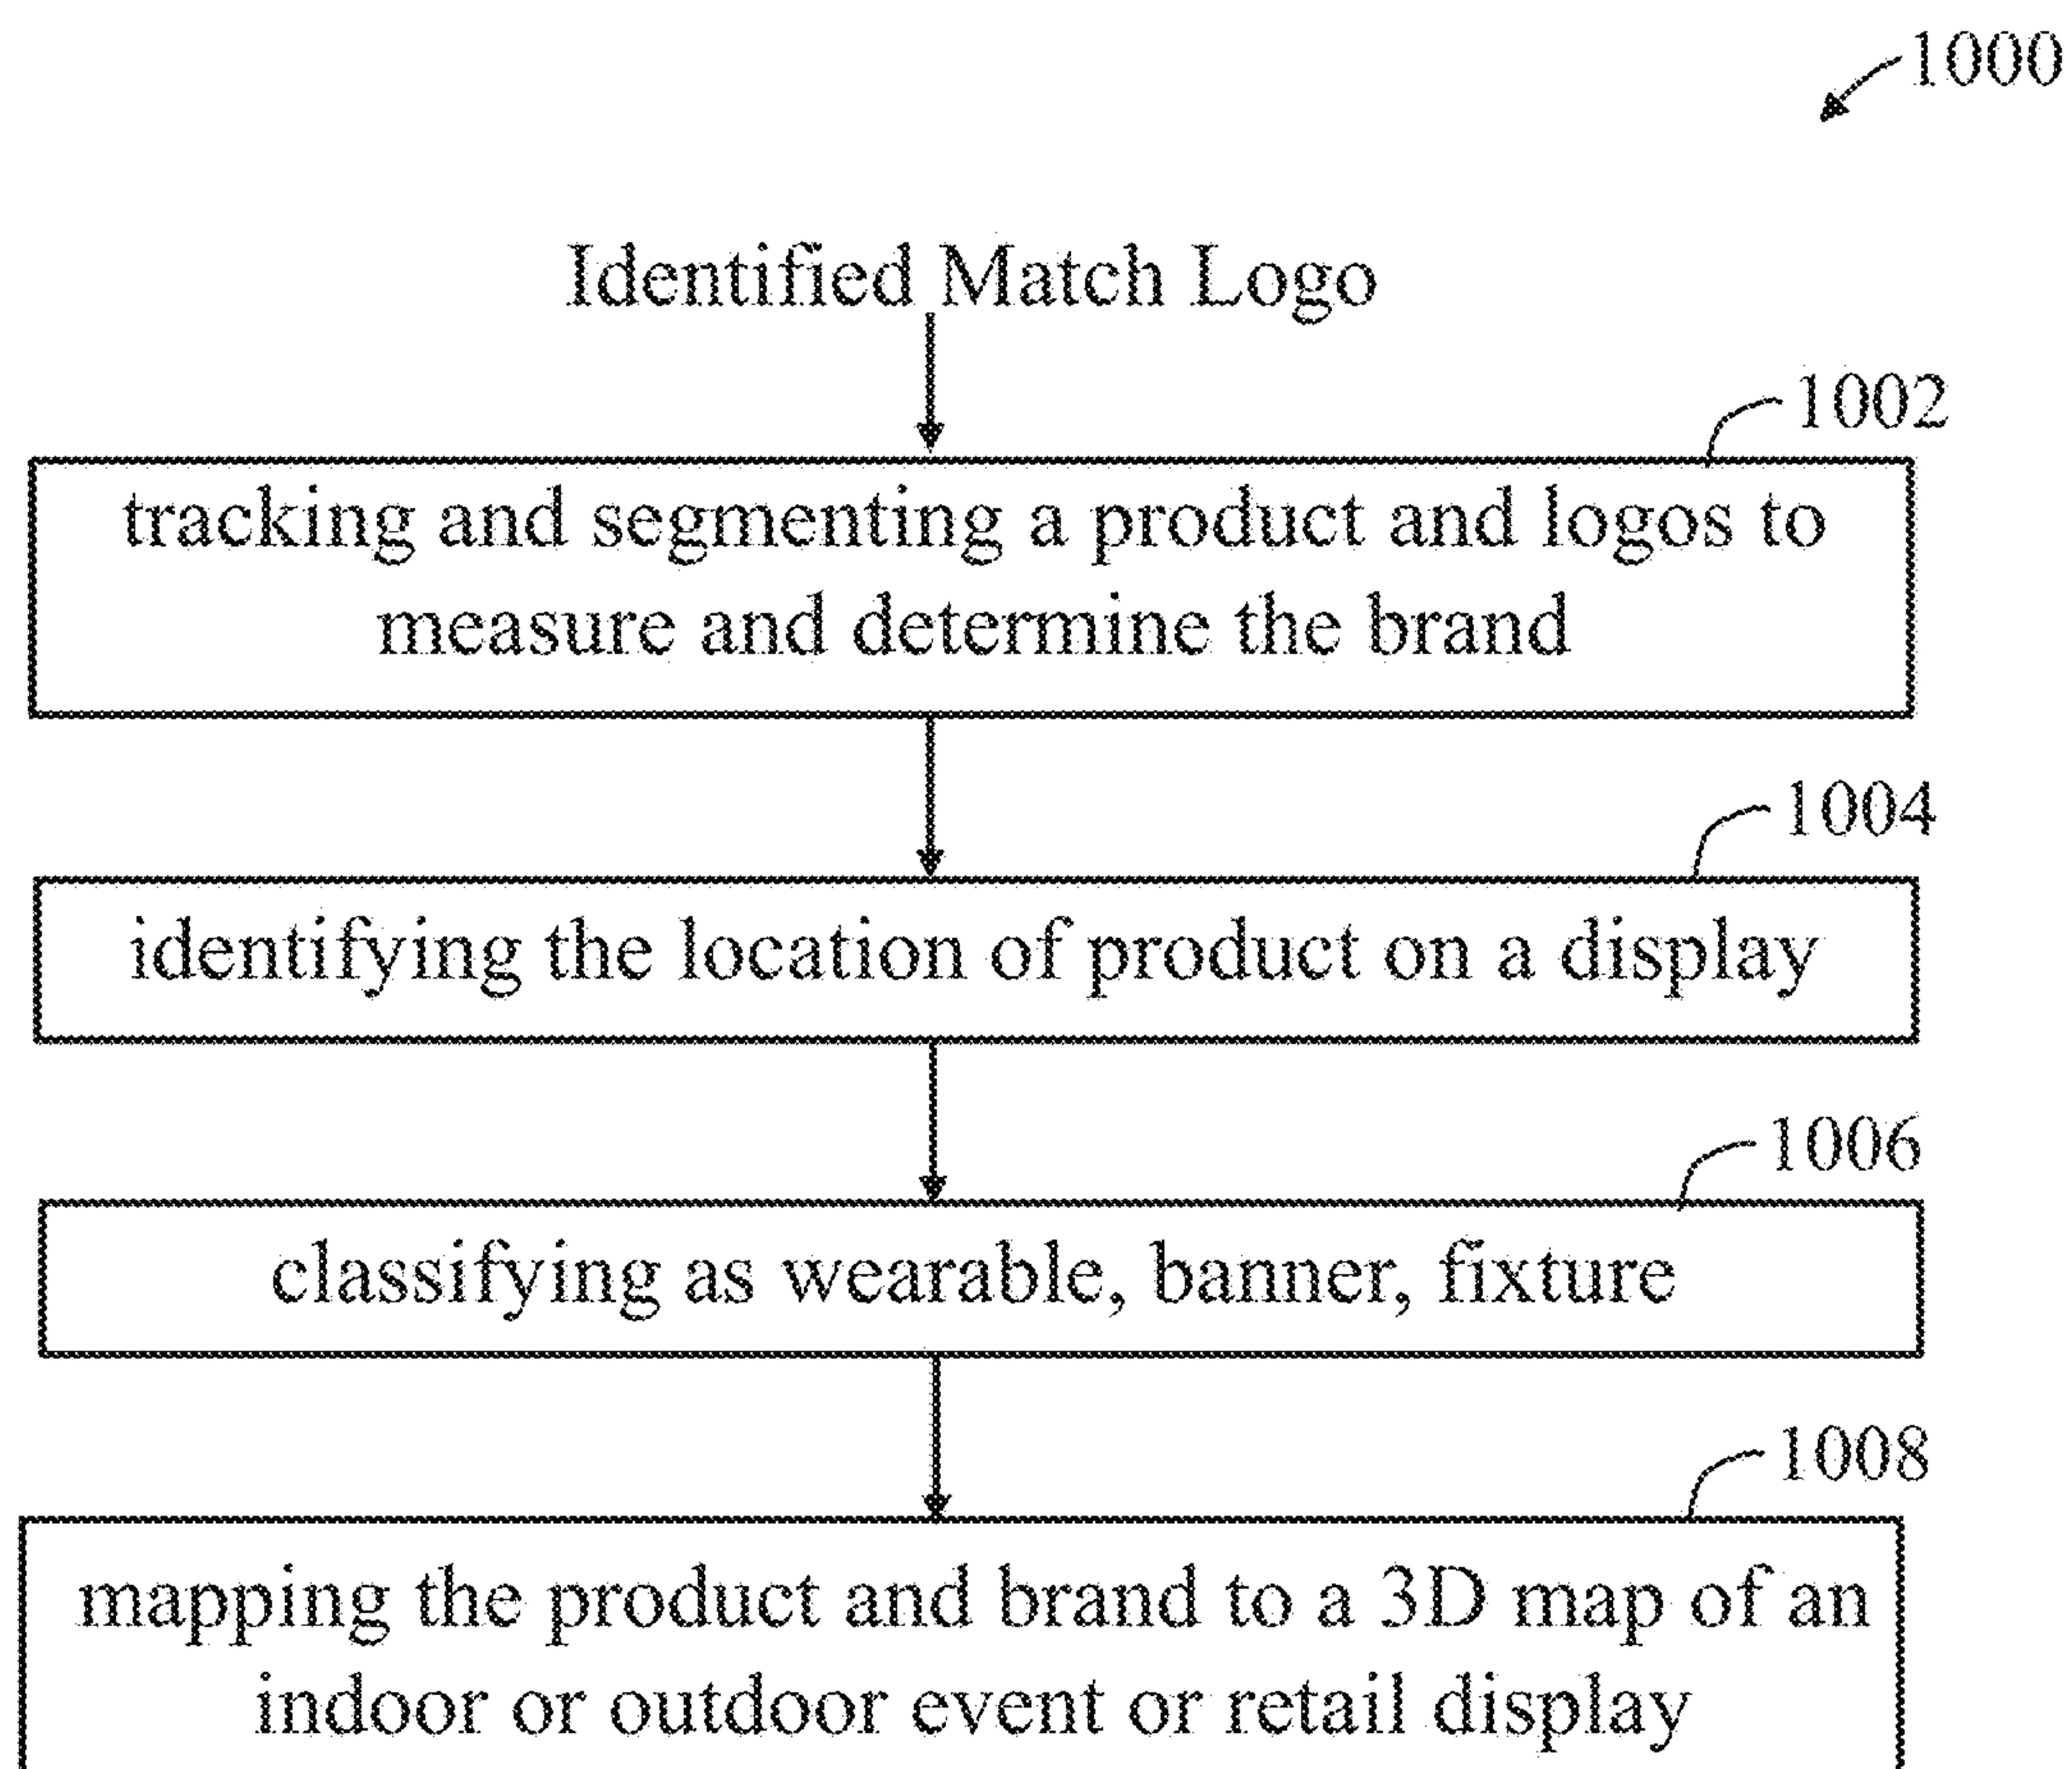 1000
Identified Match Logo
1002
tracking and segmenting a product and logos to
measure and determine the brand
1004
identifying the location of product on a display
1006
classifying as wearable, banner, fixture
1008
mapping the product and brand to a 3D map of an
indoor or outdoor event or retail display